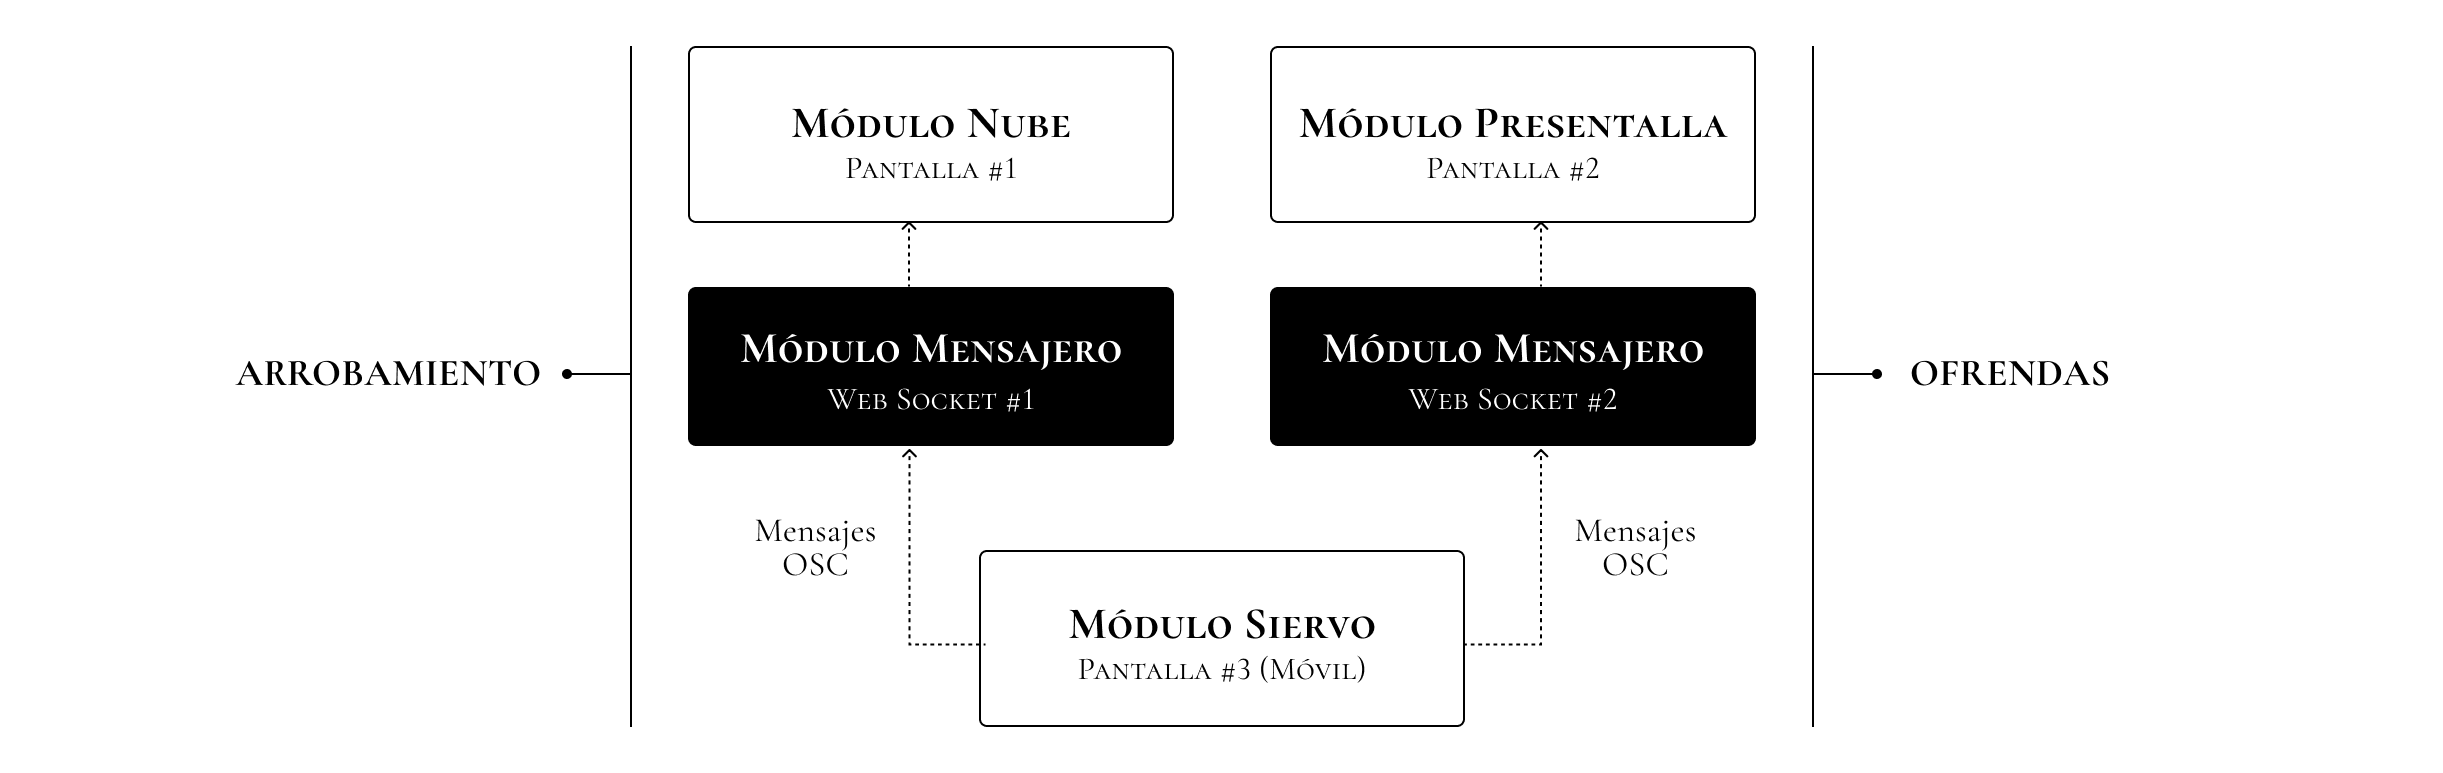 Módulo Nube
Pantalla #1
Módulo Presentalla
Pantalla #2
ARROBAMIENTO
Módulo Mensajero
Web Socket #1
Módulo Mensajero
Web Socket #2
OFRENDAS
Mensajes
OSC
Mensajes
OSC
Módulo Siervo
Pantalla #3 (Móvil)